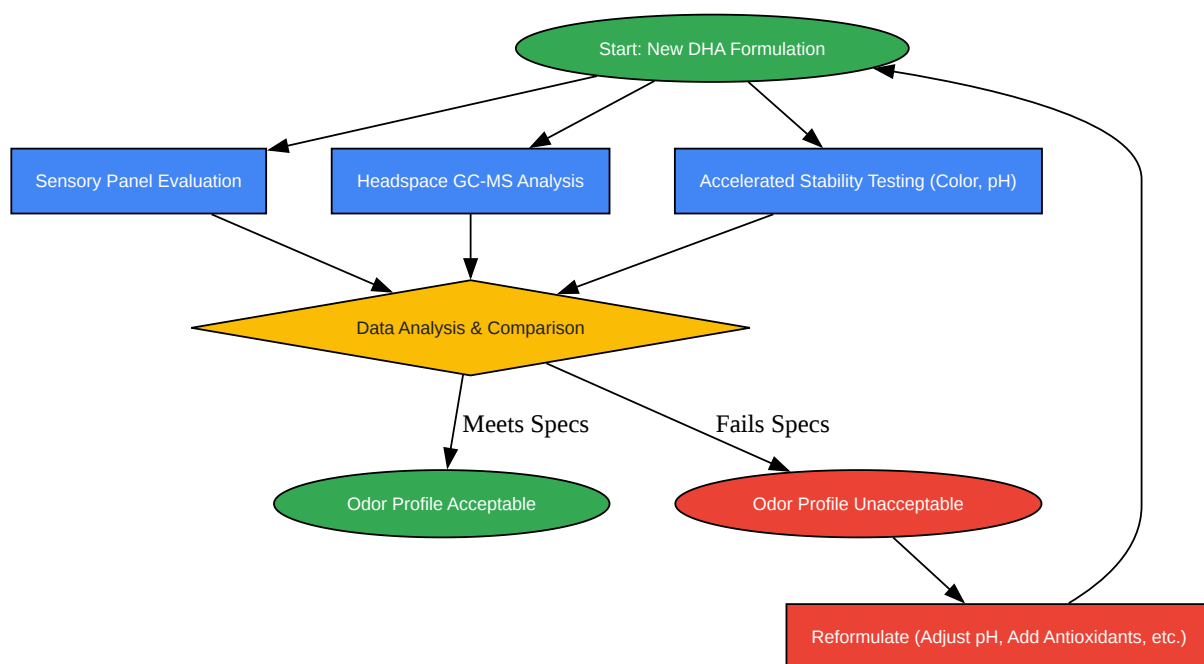 Start: New DHA Formulation
Sensory Panel Evaluation
Headspace GC-MS Analysis
Accelerated Stability Testing (Color, pH)
Data Analysis & Comparison
Meets Specs
Fails Specs
Odor Profile Acceptable
Odor Profile Unacceptable
Reformulate (Adjust pH, Add Antioxidants, etc.)